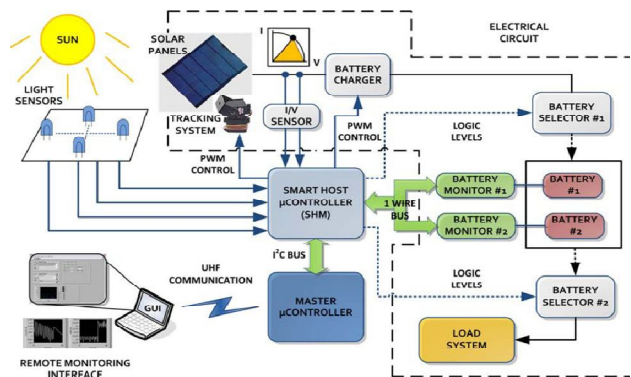 SUN
SOLAR
PANELS
I
V
BATTERY
CHARGER
ELECTRICAL
CIRCUIT
LIGHT
SENSORS
TRACKING
SYSTEM
I/V
SENSOR
PWM
CONTROL
PWM
CONTROL
LOGIC
LEVELS
BATTERY
SELECTOR #1
SMART HOST
µCONTROLLER
(SHM)
1 WIRE
BUS
BATTERY
MONITOR #1
BATTERY
#1
BATTERY
MONITOR #2
BATTERY
#2
I²C BUS
UHF
COMMUNICATION
MASTER
µCONTROLLER
LOGIC
LEVELS
BATTERY
SELECTOR #2
LOAD
SYSTEM
GUI
REMOTE MONITORING
INTERFACE